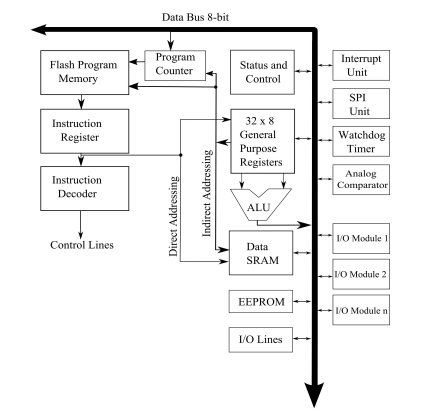 Data Bus 8-bit
Flash Program
Memory
Program
Counter
Status and
Control
Interrupt
Unit
SPI
Unit
Instruction
Register
32 x 8
General
Purpose
Registers
Watchdog
Timer
Instruction
Decoder
Analog
Comparator
ALU
Control Lines
Direct Addressing
Indirect Addressing
Data
SRAM
I/O Module 1
I/O Module 2
EEPROM
I/O Module n
I/O Lines